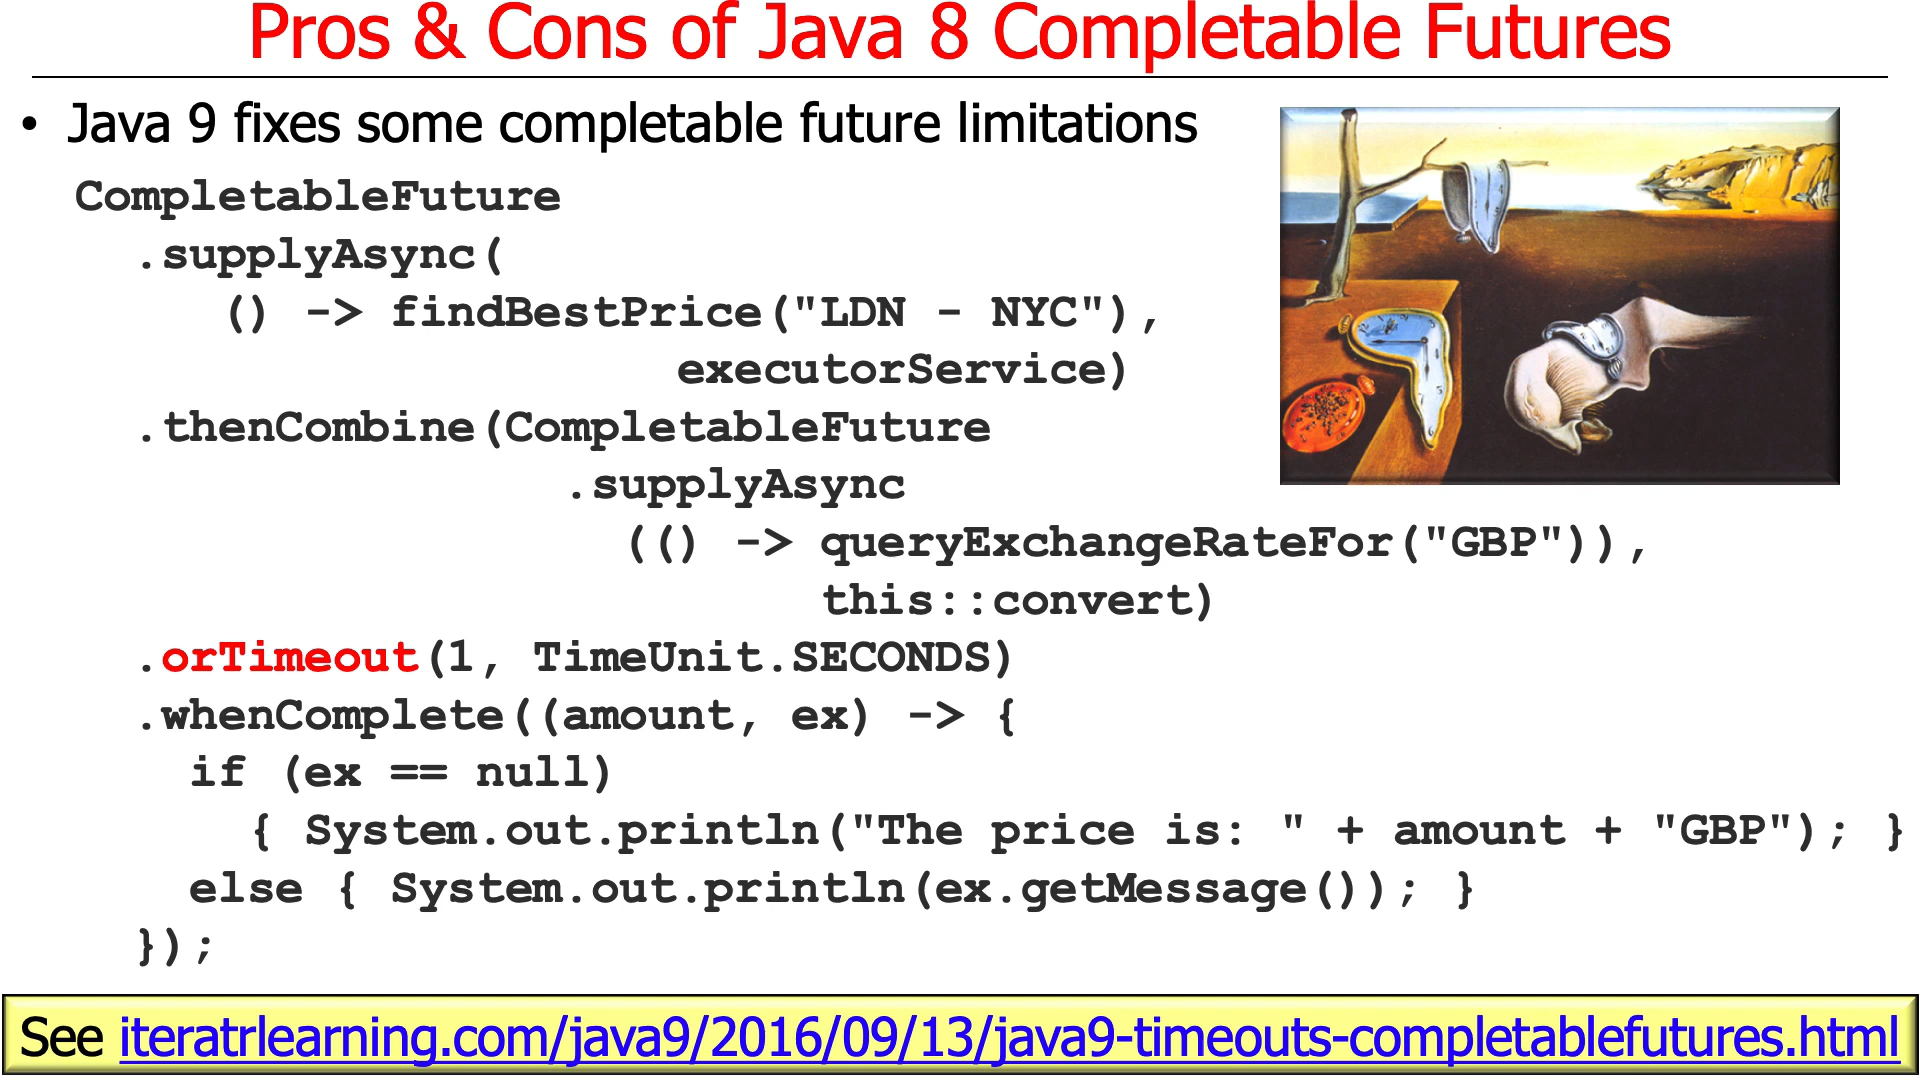 Pros & Cons of Java 8 Completable Futures
• Java 9 fixes some completable future limitations
CompletableFuture
.supplyAsync(
() -> findBestPrice("LDN - NYC"),
executorService)
.thenCombine(CompletableFuture
.supplyAsync
(() -> queryExchangeRateFor("GBP")),
this::convert)
.orTimeout(1, TimeUnit.SECONDS)
.whenComplete((amount, ex) -> {
if (ex == null)
{ System.out.println("The price is: " + amount + "GBP"); }
else { System.out.println(ex.getMessage()); }
});
See iteratrlearning.com/java9/2016/09/13/java9-timeouts-completablefutures.html